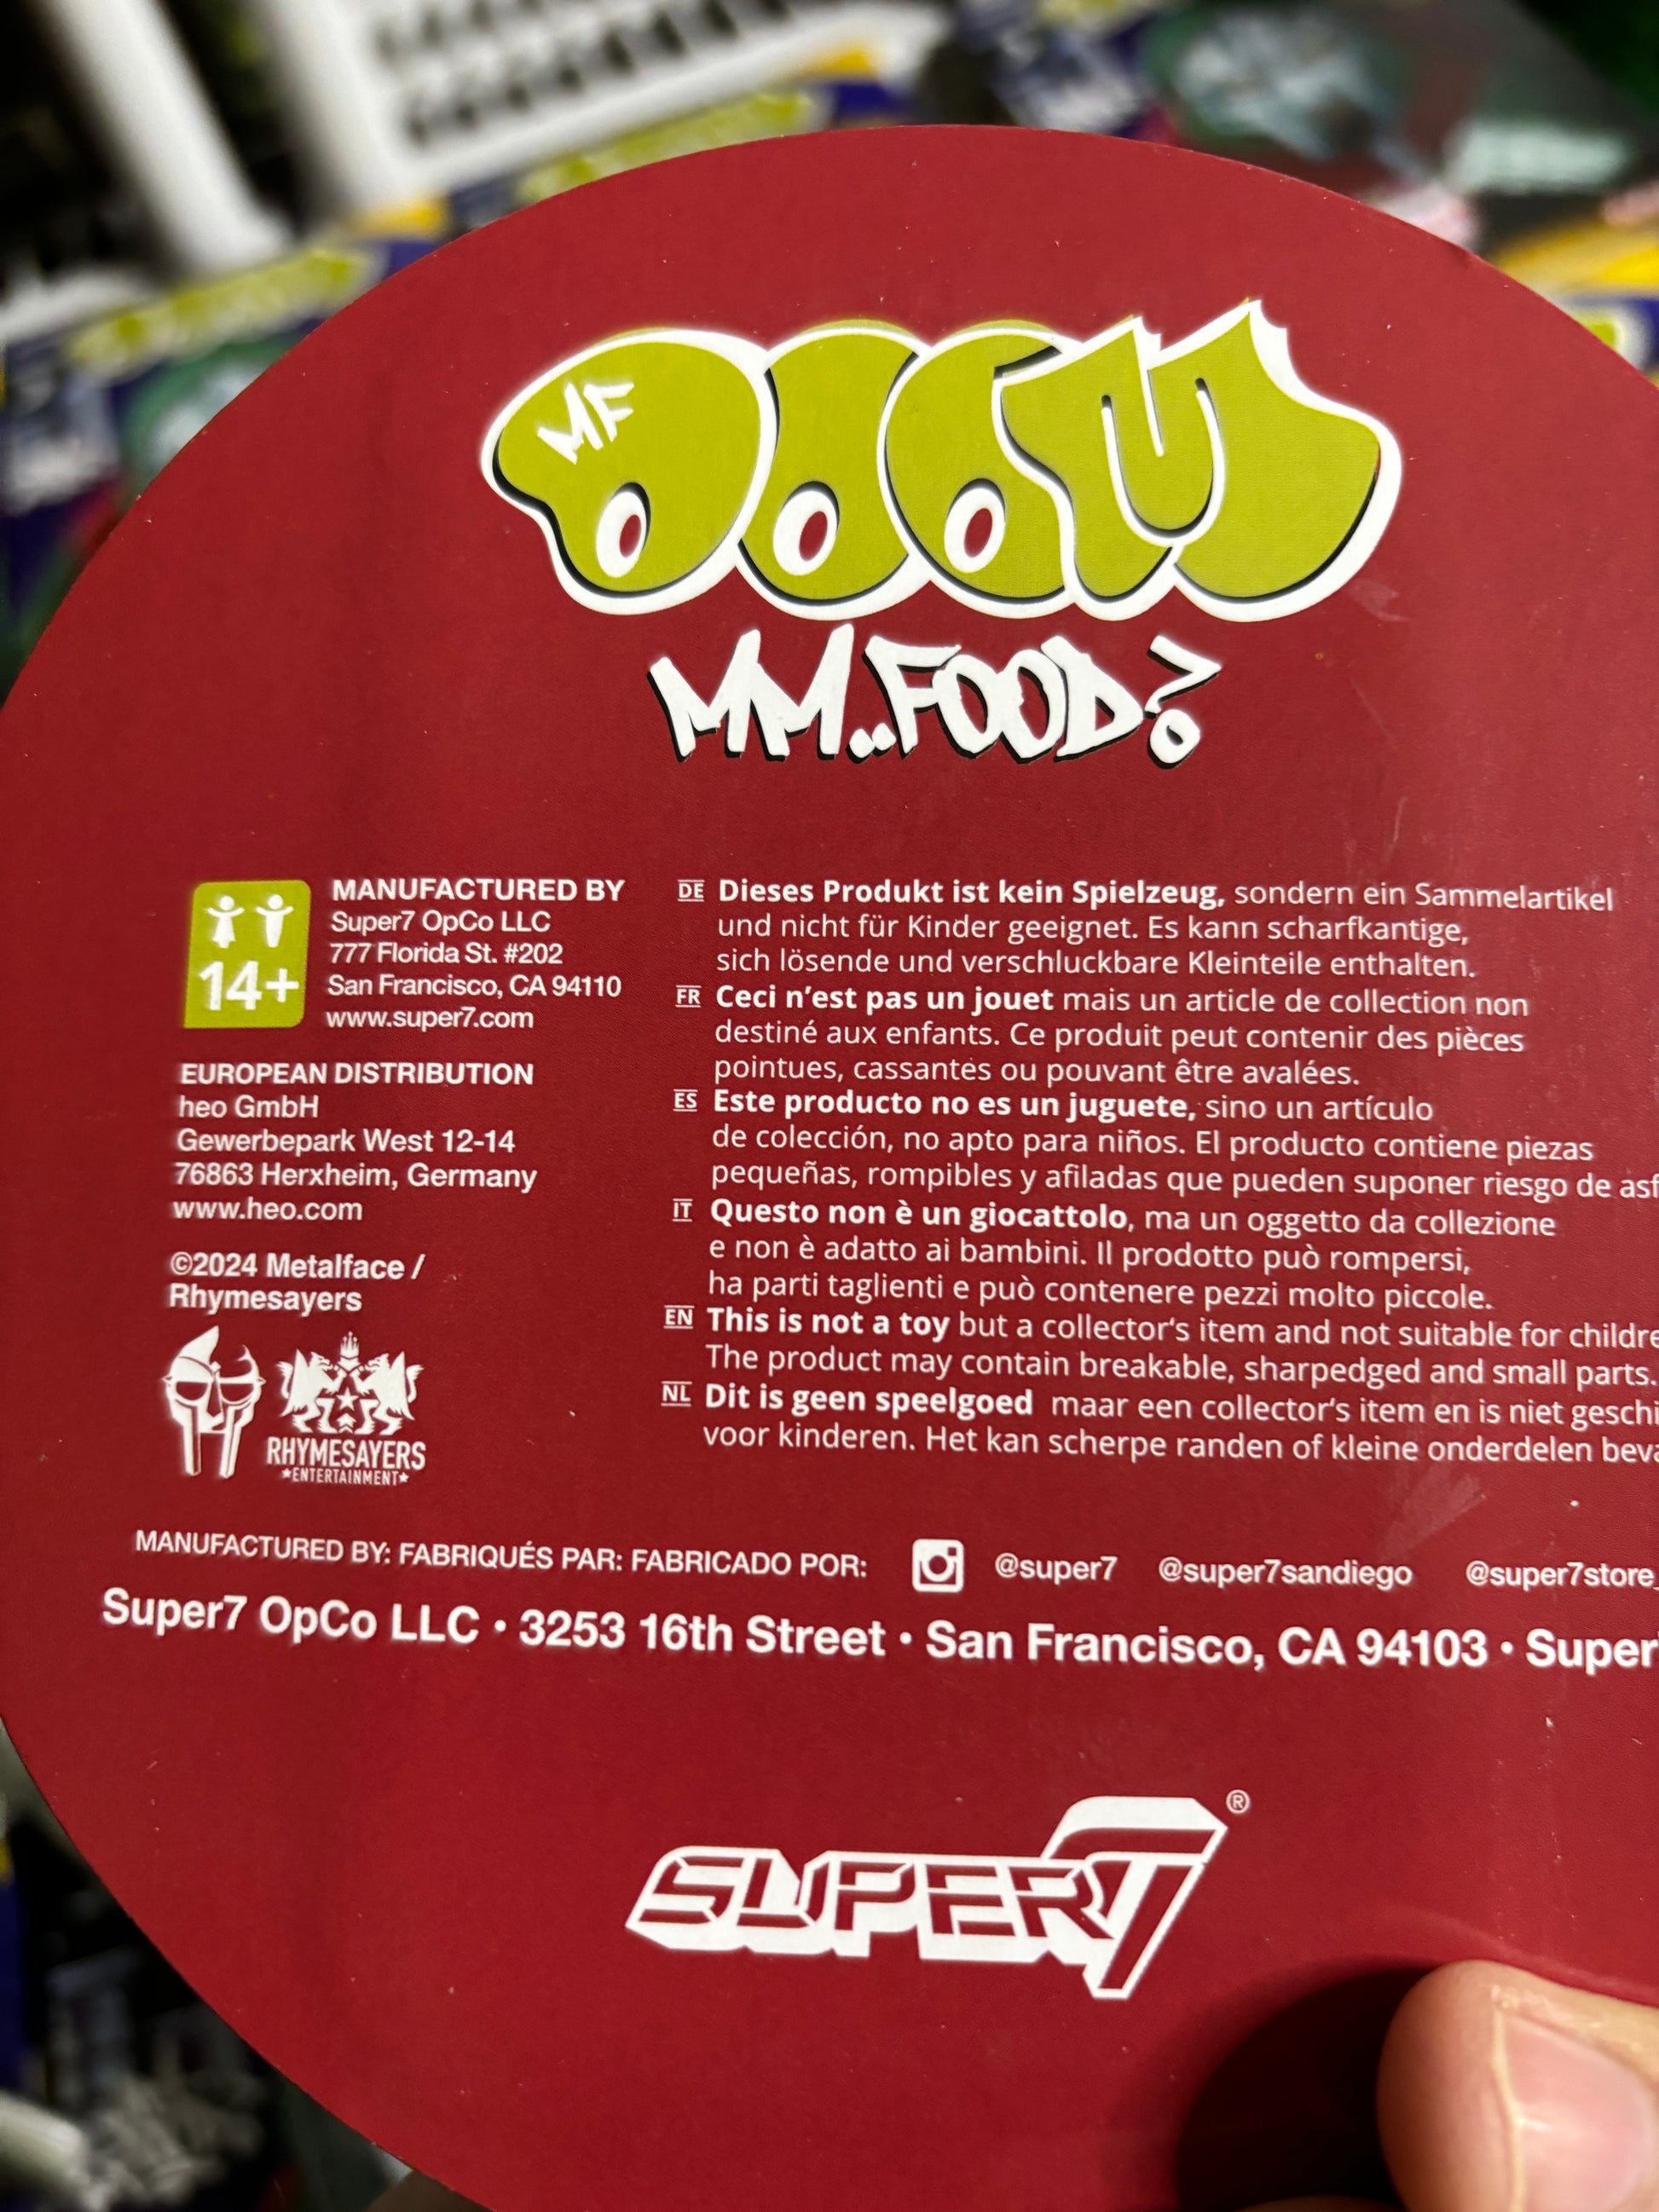 MF
DOOM
MM..FOOD?
14+
MANUFACTURED BY
Super7 OpCo LLC
777 Florida St. #202
San Francisco, CA 94110
www.super7.com
EUROPEAN DISTRIBUTION
heo GmbH
Gewerbepark West 12-14
76863 Herxheim, Germany
www.heo.com
©2024 Metalface /
Rhymesayers
RHYMESAYERS
★ENTERTAINMENT★
DE Dieses Produkt ist kein Spielzeug, sondern ein Sammelartikel
und nicht für Kinder geeignet. Es kann scharfkantige,
sich lösende und verschluckbare Kleinteile enthalten.
FR Ceci n’est pas un jouet mais un article de collection non
destiné aux enfants. Ce produit peut contenir des pièces
pointues, cassantes ou pouvant être avalées.
ES Este producto no es un juguete, sino un artículo
de colección, no apto para niños. El producto contiene piezas
pequeñas, rompibles y afiladas que pueden suponer riesgo de asf
IT Questo non è un giocattolo, ma un oggetto da collezione
e non è adatto ai bambini. Il prodotto può rompersi,
ha parti taglienti e può contenere pezzi molto piccole.
EN This is not a toy but a collector‘s item and not suitable for childre
The product may contain breakable, sharpedged and small parts.
NL Dit is geen speelgoed maar een collector‘s item en is niet geschi
voor kinderen. Het kan scherpe randen of kleine onderdelen beva
MANUFACTURED BY: FABRIQUÉS PAR: FABRICADO POR:
@super7 @super7sandiego @super7store_
Super7 OpCo LLC • 3253 16th Street • San Francisco, CA 94103 • Super
SUPER7®